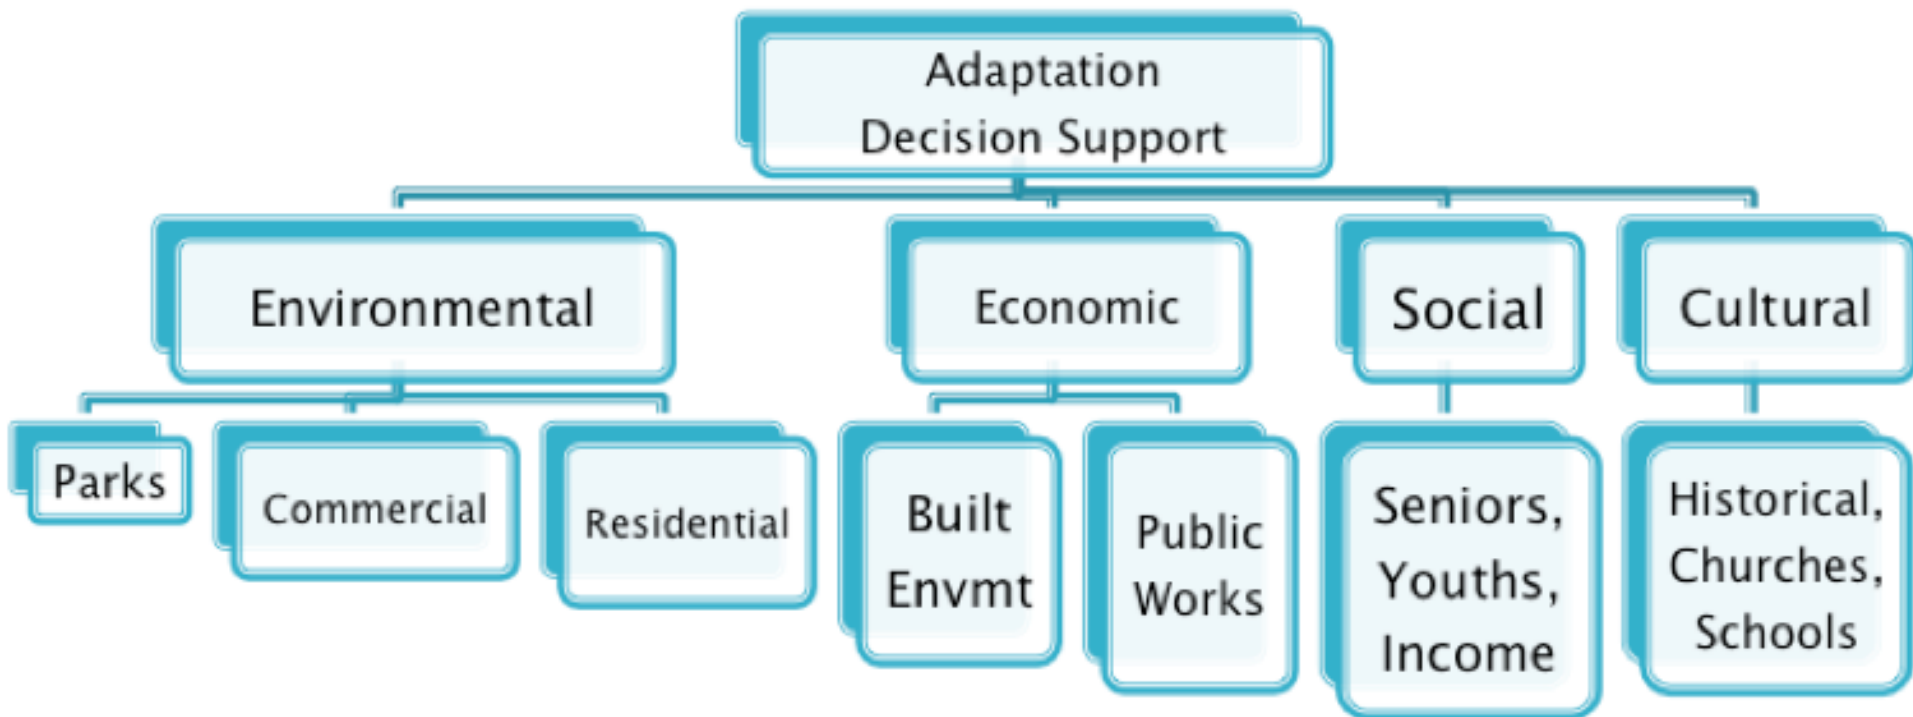 Adaptation
Decision Support
Environmental
Economic
Social
Cultural
Parks
Commercial
Residential
Built
Envmt
Public
Works
Seniors,
Youths,
Income
Historical,
Churches,
Schools